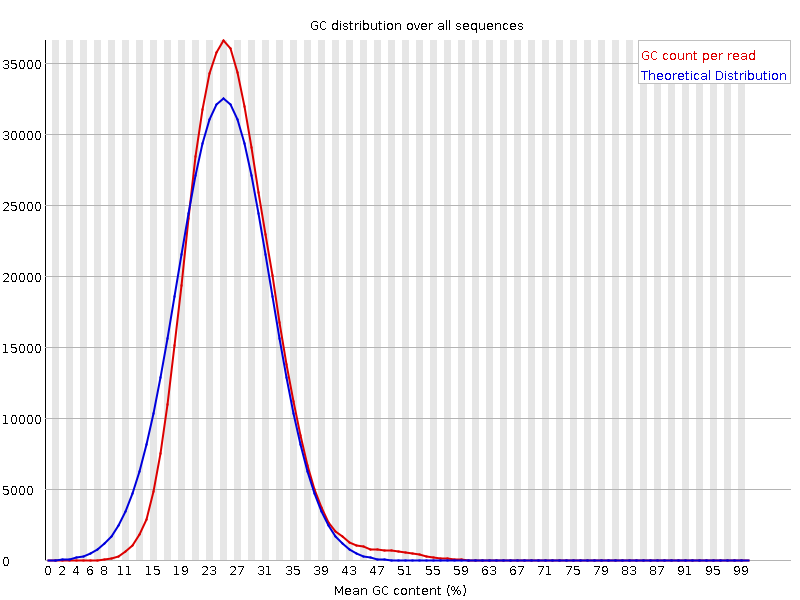 GC distribution over all sequences
GC count per read
Theoretical Distribution
35000
30000
25000
20000
15000
10000
5000
0
0 2 4 6 8 11 15 19 23 27 31 35 39 43 47 51 55 59 63 67 71 75 79 83 87 91 95 99
Mean GC content (%)